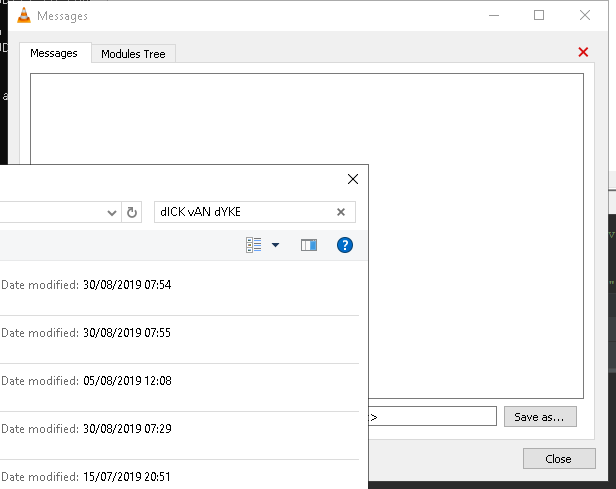 Messages
Messages
Modules Tree
dICK vAN dYKE
Date modified: 30/08/2019 07:54
Date modified: 30/08/2019 07:55
Date modified: 05/08/2019 12:08
Date modified: 30/08/2019 07:29
Date modified: 15/07/2019 20:51
Save as...
Close